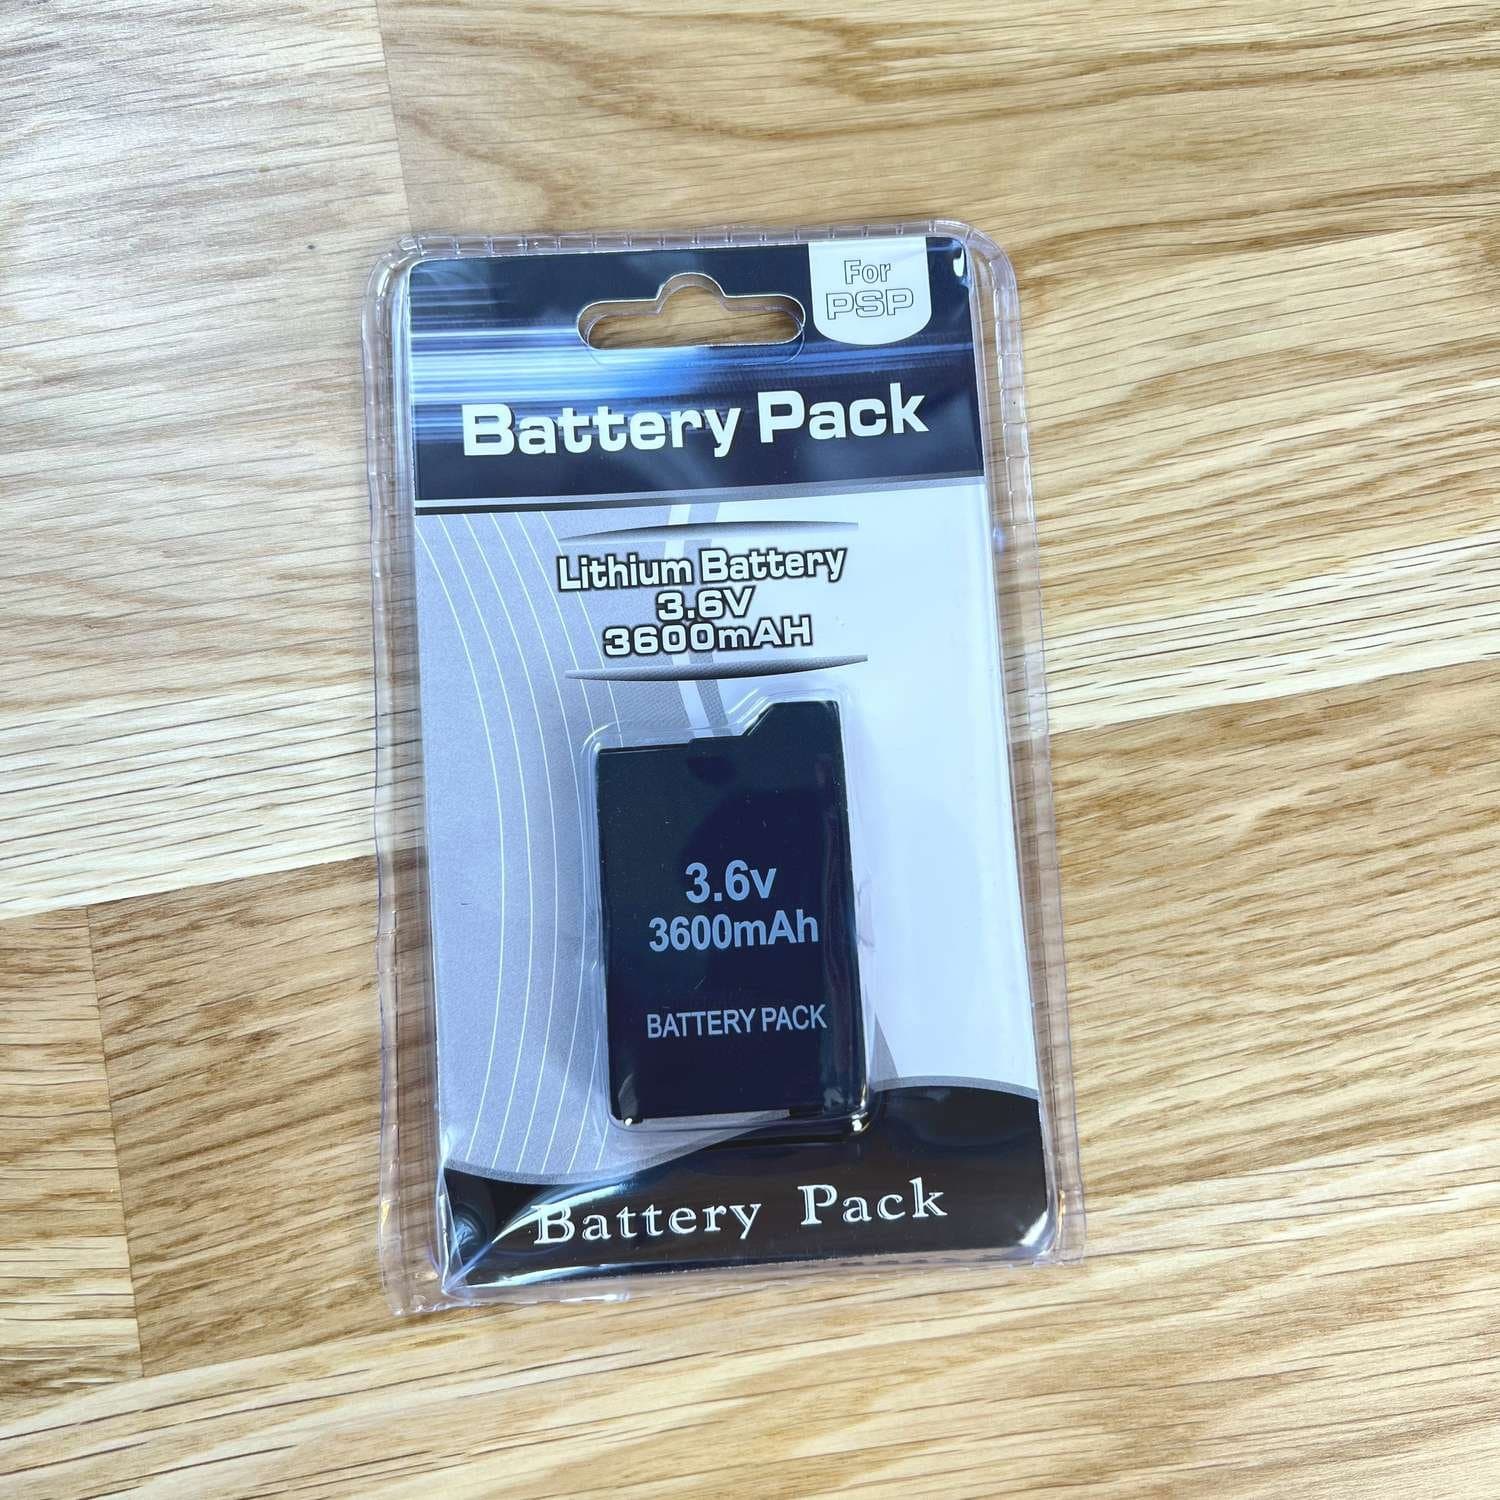 For
PSP
Battery Pack
Lithium Battery
3.6V
3600mAH
3.6v
3600mAh
BATTERY PACK
Battery Pack